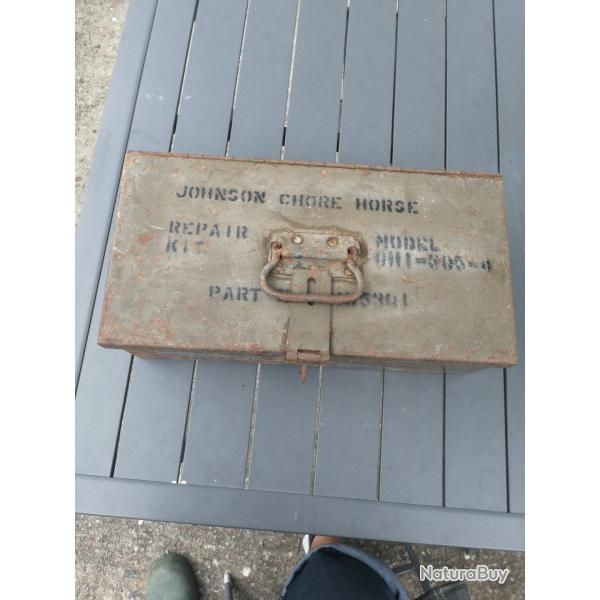 JOHNSON CHORE HORSE
REPAIR
KIT
MODEL
PART
NaturaBuy